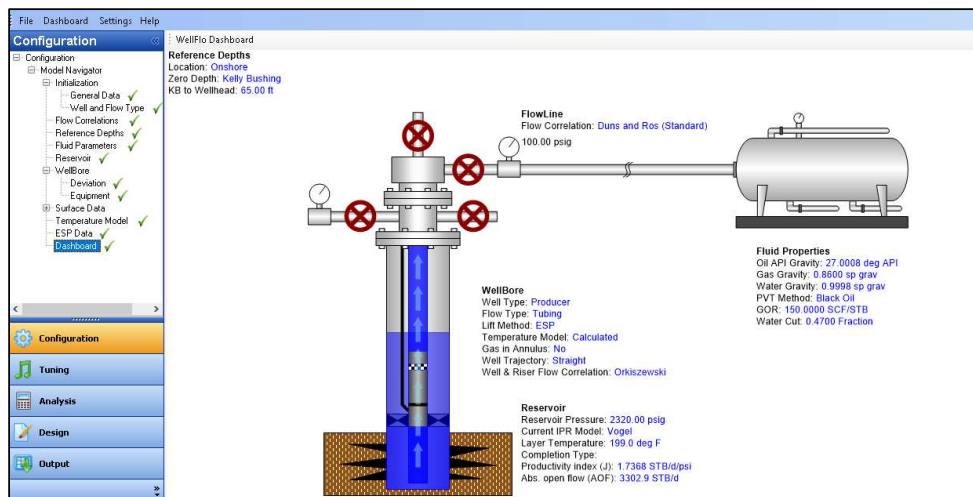 File Dashboard Settings Help
Configuration
Configuration
Model Navigator
Initialization
General Data
Well and Flow Type
Flow Correlations
Reference Depths
Fluid Parameters
Reservoir
WellBore
Deviation
Equipment
Surface Data
Temperature Model
ESP Data
Dashboard
Configuration
Tuning
Analysis
Design
Output
WellFlo Dashboard
Reference Depths
Location: Onshore
Zero Depth: Kelly Bushing
KB to Wellhead: 65.00 ft
FlowLine
Flow Correlation: Duns and Ros (Standard)
100.00 psig
Fluid Properties
Oil API Gravity: 27.0008 deg API
Gas Gravity: 0.8600 sp grav
Water Gravity: 0.9998 sp grav
PVT Method: Black Oil
GOR: 150.0000 SCF/STB
Water Cut: 0.4700 Fraction
WellBore
Well Type: Producer
Flow Type: Tubing
Lift Method: ESP
Temperature Model: Calculated
Gas in Annulus: No
Well Trajectory: Straight
Well & Riser Flow Correlation: Orkiszewski
Reservoir
Reservoir Pressure: 2320.00 psig
Current IPR Model: Vogel
Layer Temperature: 199.0 deg F
Completion Type:
Productivity index (J): 1.7368 STB/d/psi
Abs. open flow (AOF): 3302.9 STB/d